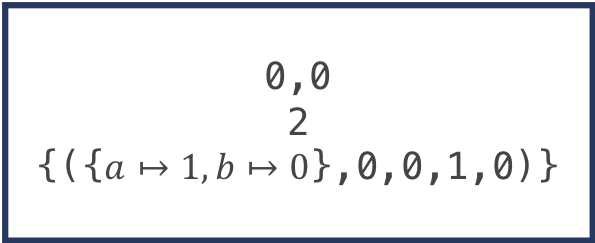 0,0
2
{({a ↦ 1, b ↦ 0},0,0,1,0)}